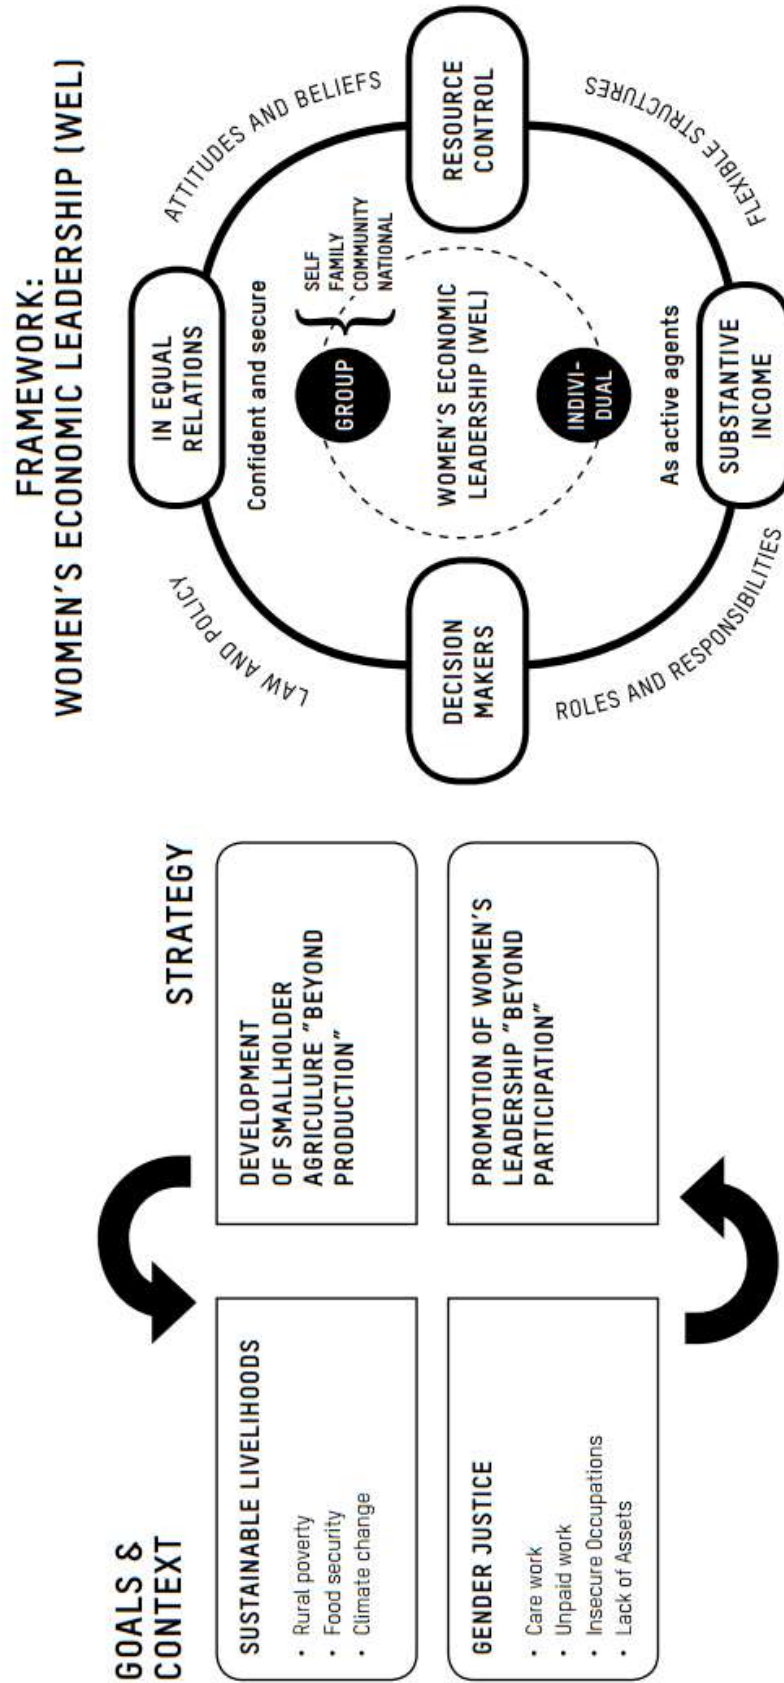 GOALS &
CONTEXT
SUSTAINABLE LIVELIHOODS
• Rural poverty
• Food security
• Climate change
GENDER JUSTICE
• Care work
• Unpaid work
• Insecure Occupations
• Lack of Assets
STRATEGY
DEVELOPMENT
OF SMALLHOLDER
AGRICULURE "BEYOND
PRODUCTION"
PROMOTION OF WOMEN'S
LEADERSHIP "BEYOND
PARTICIPATION"
FRAMEWORK:
WOMEN'S ECONOMIC LEADERSHIP (WEL)
LAW AND POLICY
IN EQUAL
RELATIONS
ATTITUDES AND BELIEFS
Confident and secure
GROUP
SELF
FAMILY
COMMUNITY
NATIONAL
DECISION
MAKERS
WOMEN'S ECONOMIC
LEADERSHIP (WEL)
RESOURCE
CONTROL
INDIVI-
DUAL
As active agents
ROLES AND RESPONSIBILITIES
SUBSTANTIVE
INCOME
FLEXIBLE STRUCTURES